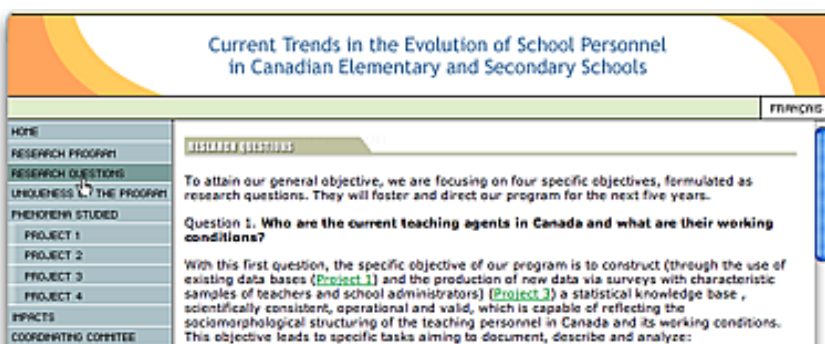 Current Trends in the Evolution of School Personnel
in Canadian Elementary and Secondary Schools
FRANÇAIS
HOME
RESEARCH PROGRAM
RESEARCH QUESTIONS
UNIQUENESS THE PROGRAM
PHENOMENA STUDIED
PROJECT 1
PROJECT 2
PROJECT 3
PROJECT 4
IMPACTS
COORDINATING COMMITEE
RESEARCH QUESTIONS
To attain our general objective, we are focusing on four specific objectives, formulated as
research questions. They will foster and direct our program for the next five years.
Question 1. Who are the current teaching agents in Canada and what are their working
conditions?
With this first question, the specific objective of our program is to construct (through the use of
existing data bases (Project 1) and the production of new data via surveys with characteristic
samples of teachers and school administrators) (Project 3) a statistical knowledge base ,
scientifically consistent, operational and valid, which is capable of reflecting the
sociomorphological structuring of the teaching personnel in Canada and its working conditions.
This objective leads to specific tasks aiming to document, describe and analyze: